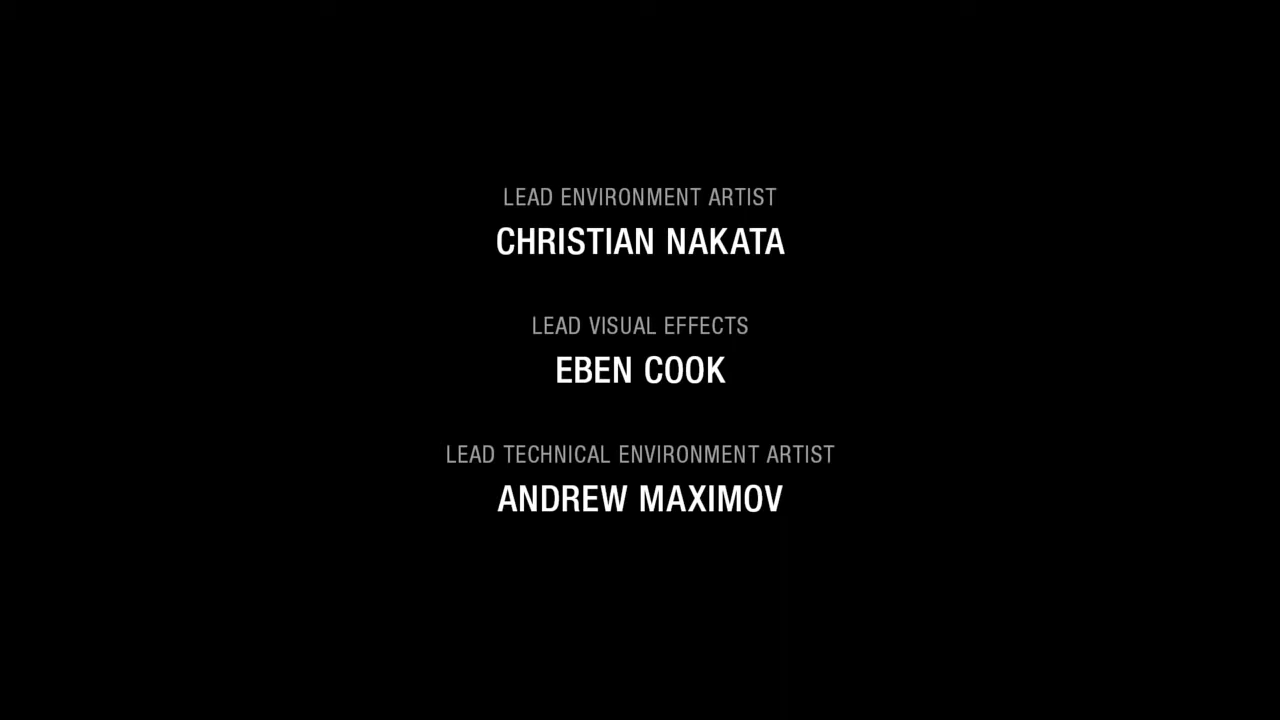 LEAD ENVIRONMENT ARTIST
CHRISTIAN NAKATA
LEAD VISUAL EFFECTS
EBEN COOK
LEAD TECHNICAL ENVIRONMENT ARTIST
ANDREW MAXIMOV